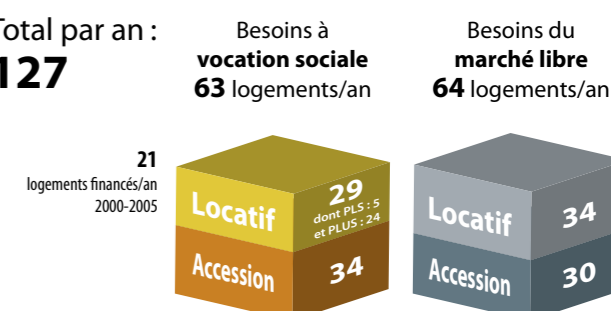 Total par an :
127
Besoins à
vocation sociale
63 logements/an
Besoins du
marché libre
64 logements/an
21
logements financés/an
2000-2005
Locatif
29
dont PLS : 5
et PLUS : 24
Accession
34
Locatif
34
Accession
30